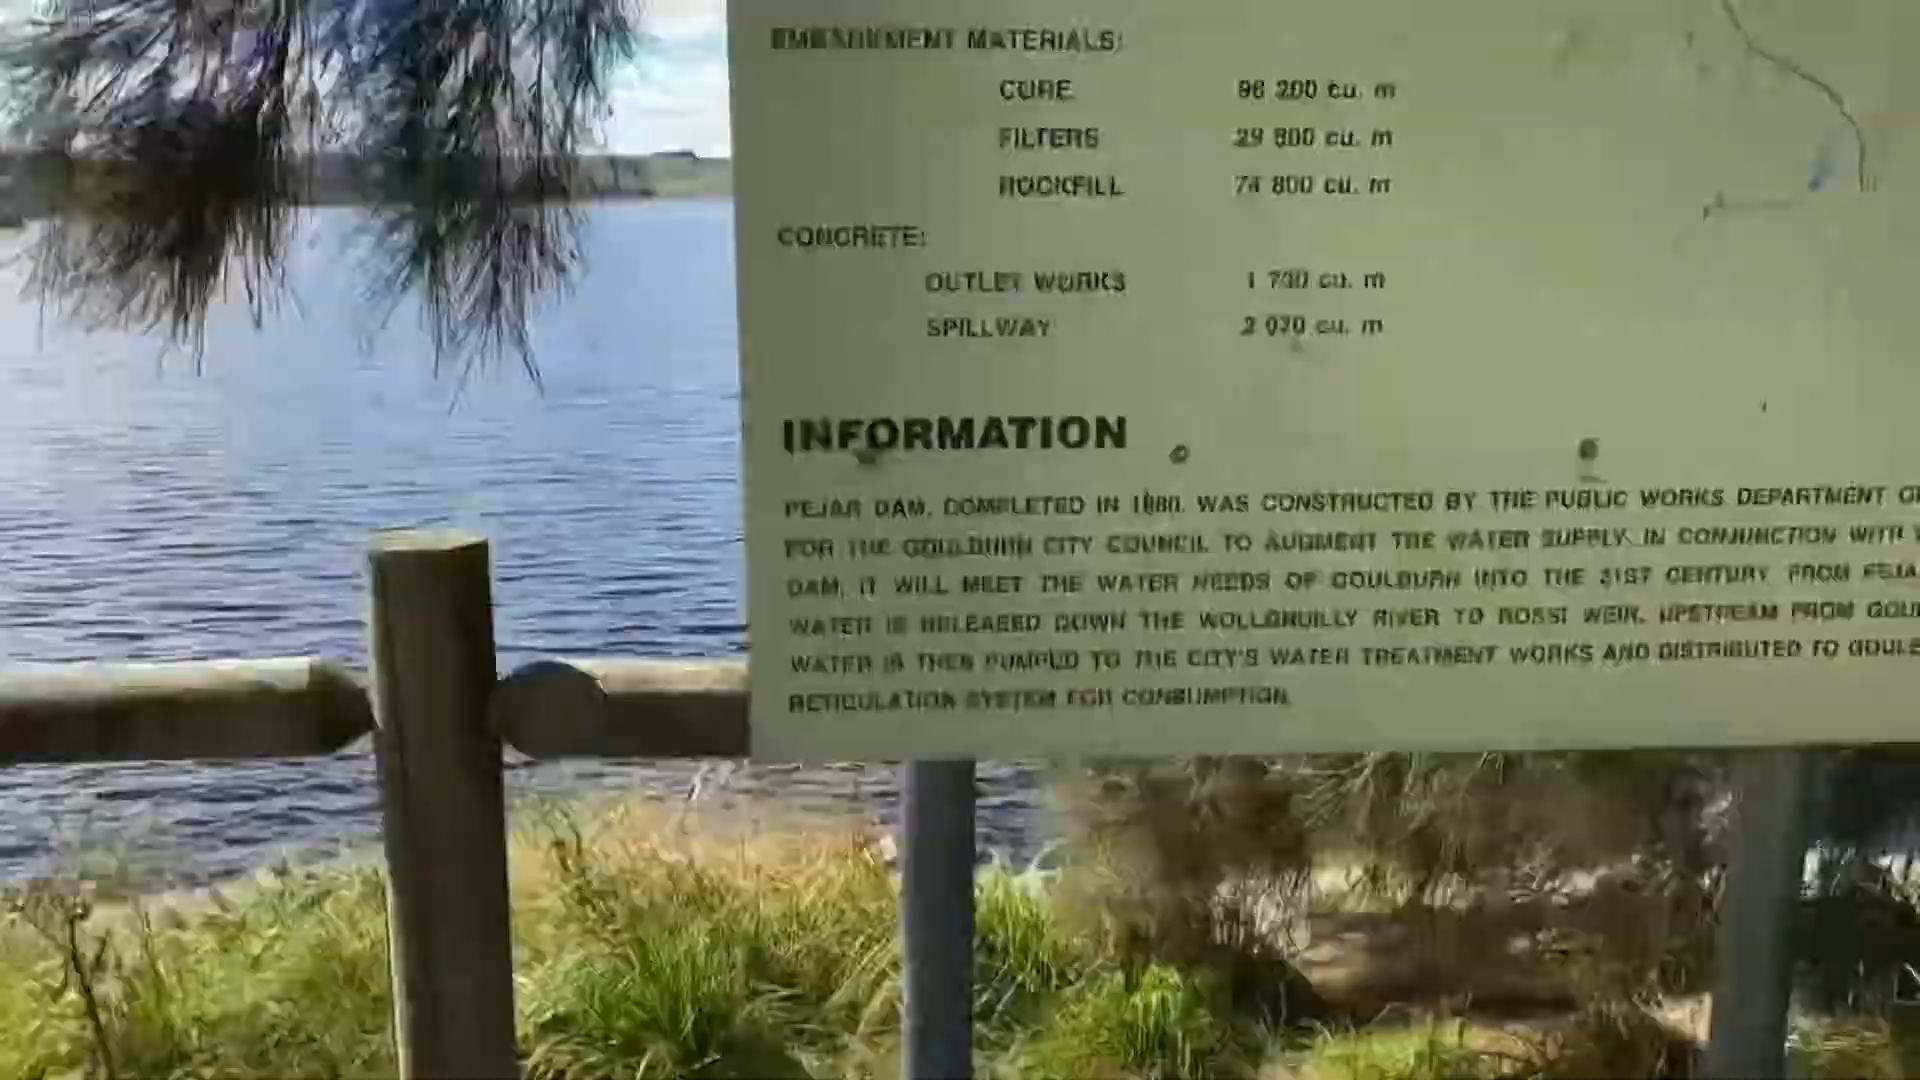 EMBANKMENT MATERIALS:
CORE 96 200 cu. m
FILTERS 29 800 cu. m
ROCKFILL 74 800 cu. m
CONCRETE:
OUTLET WORKS 1 700 cu. m
SPILLWAY 2 070 cu. m
INFORMATION
PEJAR DAM, COMPLETED IN 1980, WAS CONSTRUCTED BY THE PUBLIC WORKS DEPARTMENT
FOR THE GOULBURN CITY COUNCIL TO AUGMENT THE WATER SUPPLY. IN CONJUNCTION WITH
DAM, IT WILL MEET THE WATER NEEDS OF GOULBURN INTO THE 21ST CENTURY. FROM PEJA
WATER IS RELEASED DOWN THE WOLLONDILLY RIVER TO ROSSI WEIR, UPSTREAM FROM GOU
WATER IS THEN PUMPED TO THE CITY'S WATER TREATMENT WORKS AND DISTRIBUTED TO GOULB
RETICULATION SYSTEM FOR CONSUMPTION.